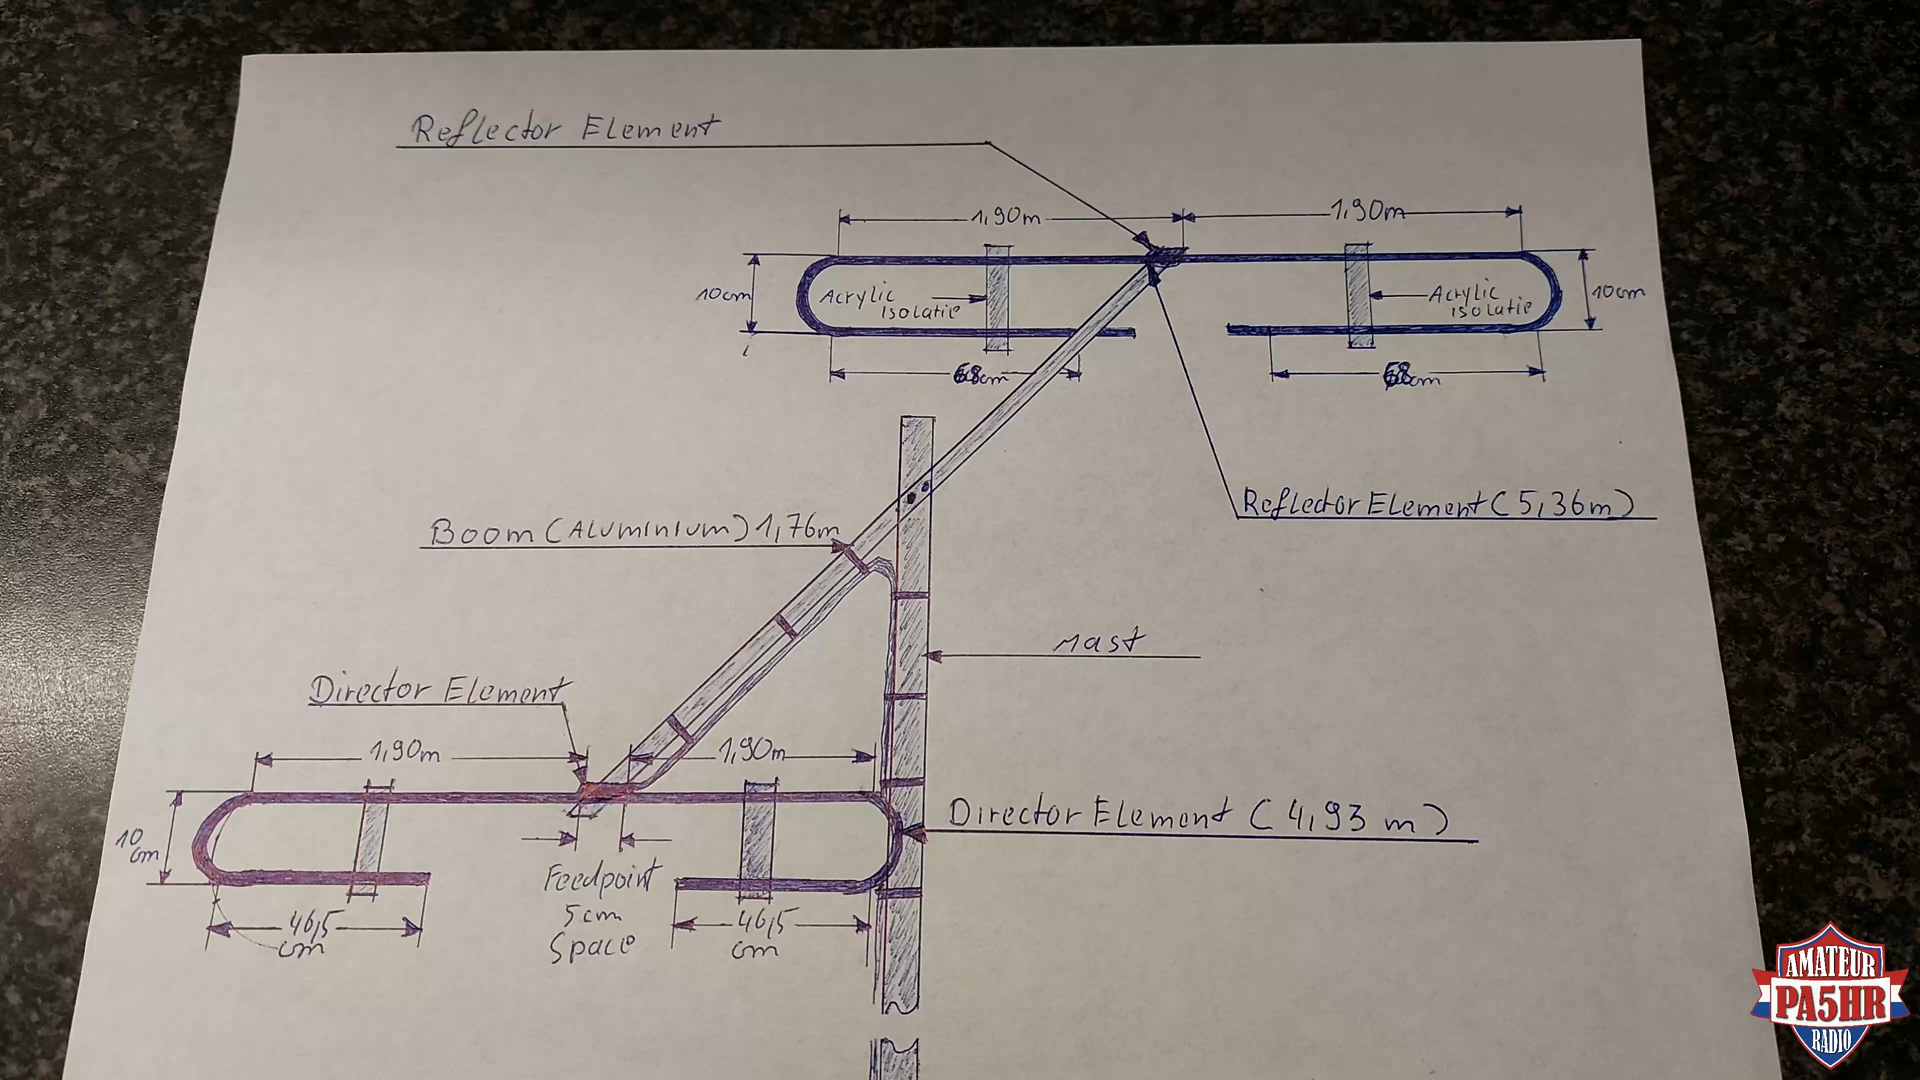 Reflector Element
1,90m
1,90m
10cm
Acrylic
isolatie
Acrylic
isolatie
10cm
68cm
68cm
Reflector Element (5,36m)
Boom (ALUMINIUM) 1,76m
Mast
Director Element
1,90m
1,90m
10
cm
Director Element (4,93 m)
Feedpoint
5cm
Space
46,5
cm
46,5
cm
AMATEUR
PA5HR
RADIO